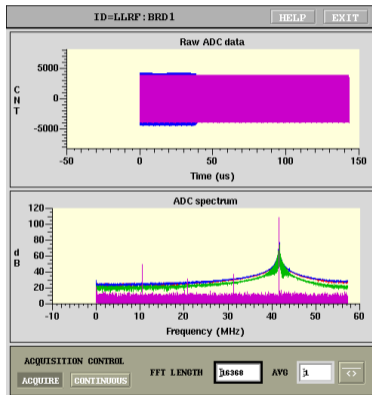 ID=LLRF:BRD1 HELP EXIT
Raw ADC data
5000
0
-5000
CNT
-50 0 50 100 150
Time (us)
ADC spectrum
120
100
80
60
40
20
0
dB
-10 0 10 20 30 40 50 60
Frequency (MHz)
ACQUISITION CONTROL
ACQUIRE CONTINUOUS FFT LENGTH 16368 AVG 1 <>